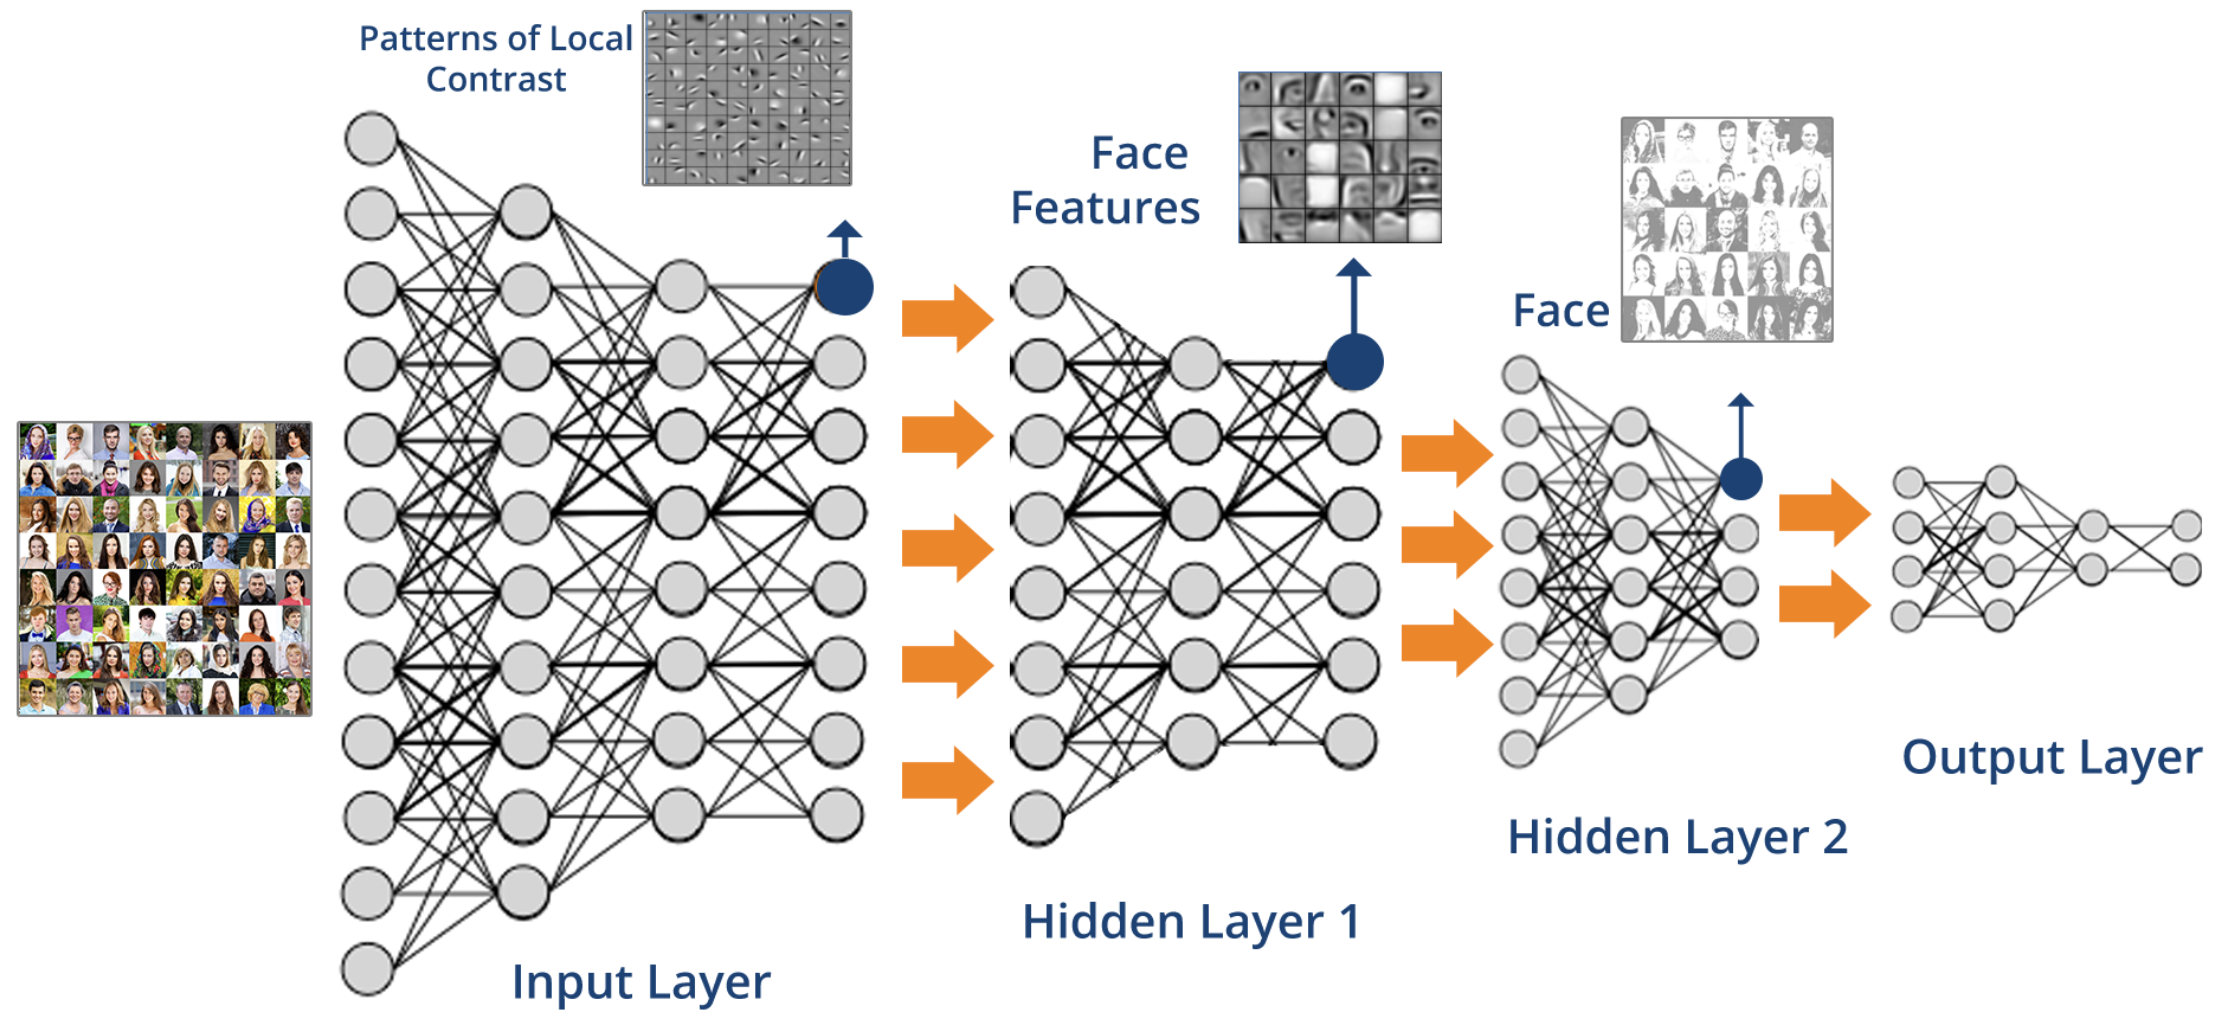 Patterns of Local
Contrast
Face
Features
Face
Input Layer
Hidden Layer 1
Hidden Layer 2
Output Layer